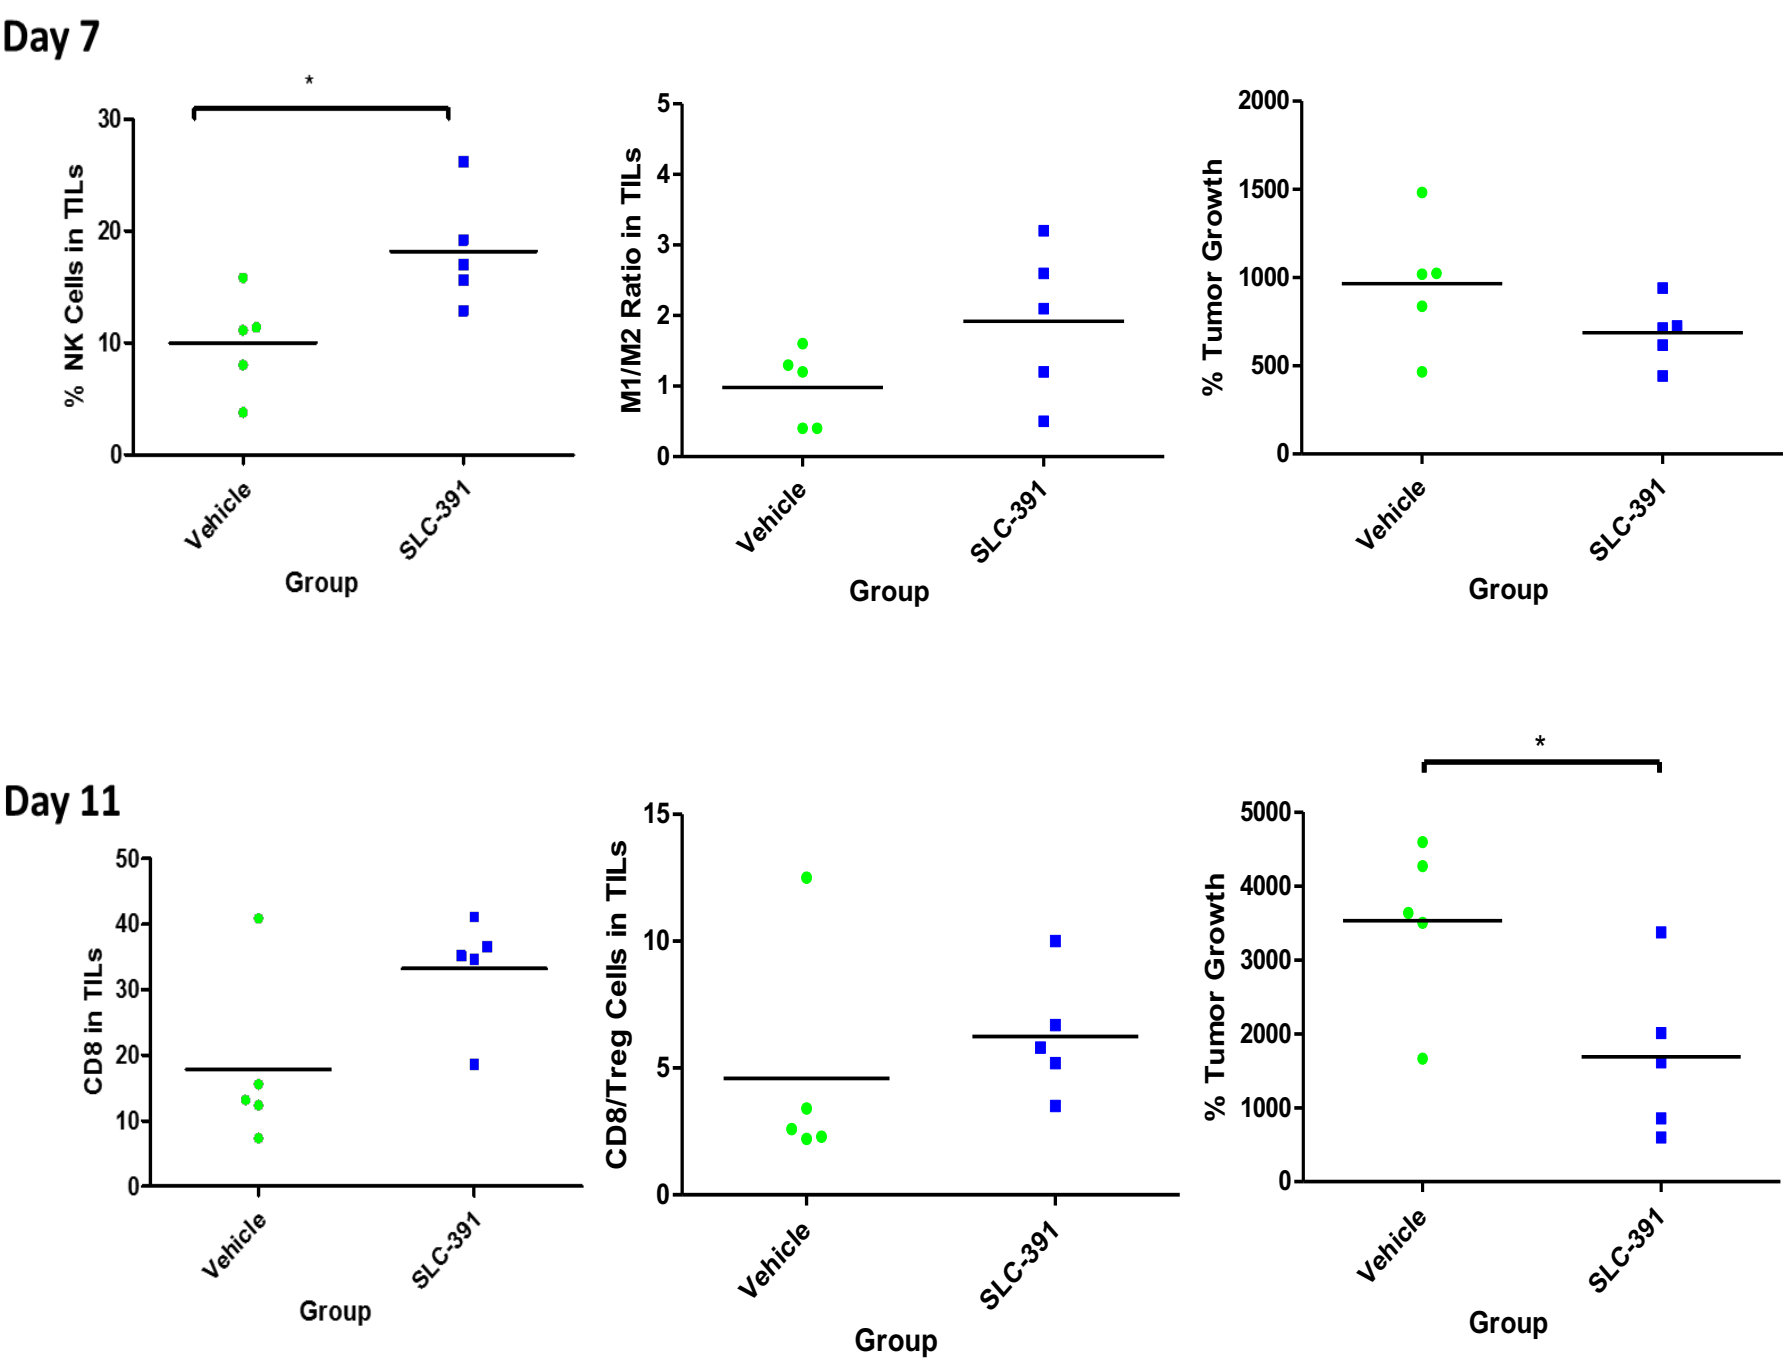 Day 7
*
% NK Cells in TILs
30
20
10
0
Vehicle
SLC-391
Group
M1/M2 Ratio in TILs
5
4
3
2
1
0
Vehicle
SLC-391
Group
% Tumor Growth
2000
1500
1000
500
0
Vehicle
SLC-391
Group
Day 11
CD8 in TILs
50
40
30
20
10
0
Vehicle
SLC-391
Group
CD8/Treg Cells in TILs
15
10
5
0
Vehicle
SLC-391
Group
*
% Tumor Growth
5000
4000
3000
2000
1000
0
Vehicle
SLC-391
Group